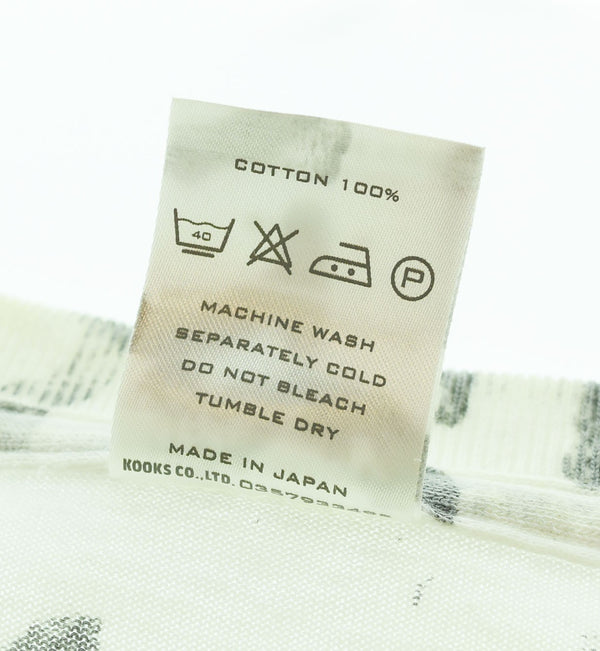 COTTON 100%
40 P
MACHINE WASH
SEPARATELY COLD
DO NOT BLEACH
TUMBLE DRY
MADE IN JAPAN
KOOKS CO.,LTD.